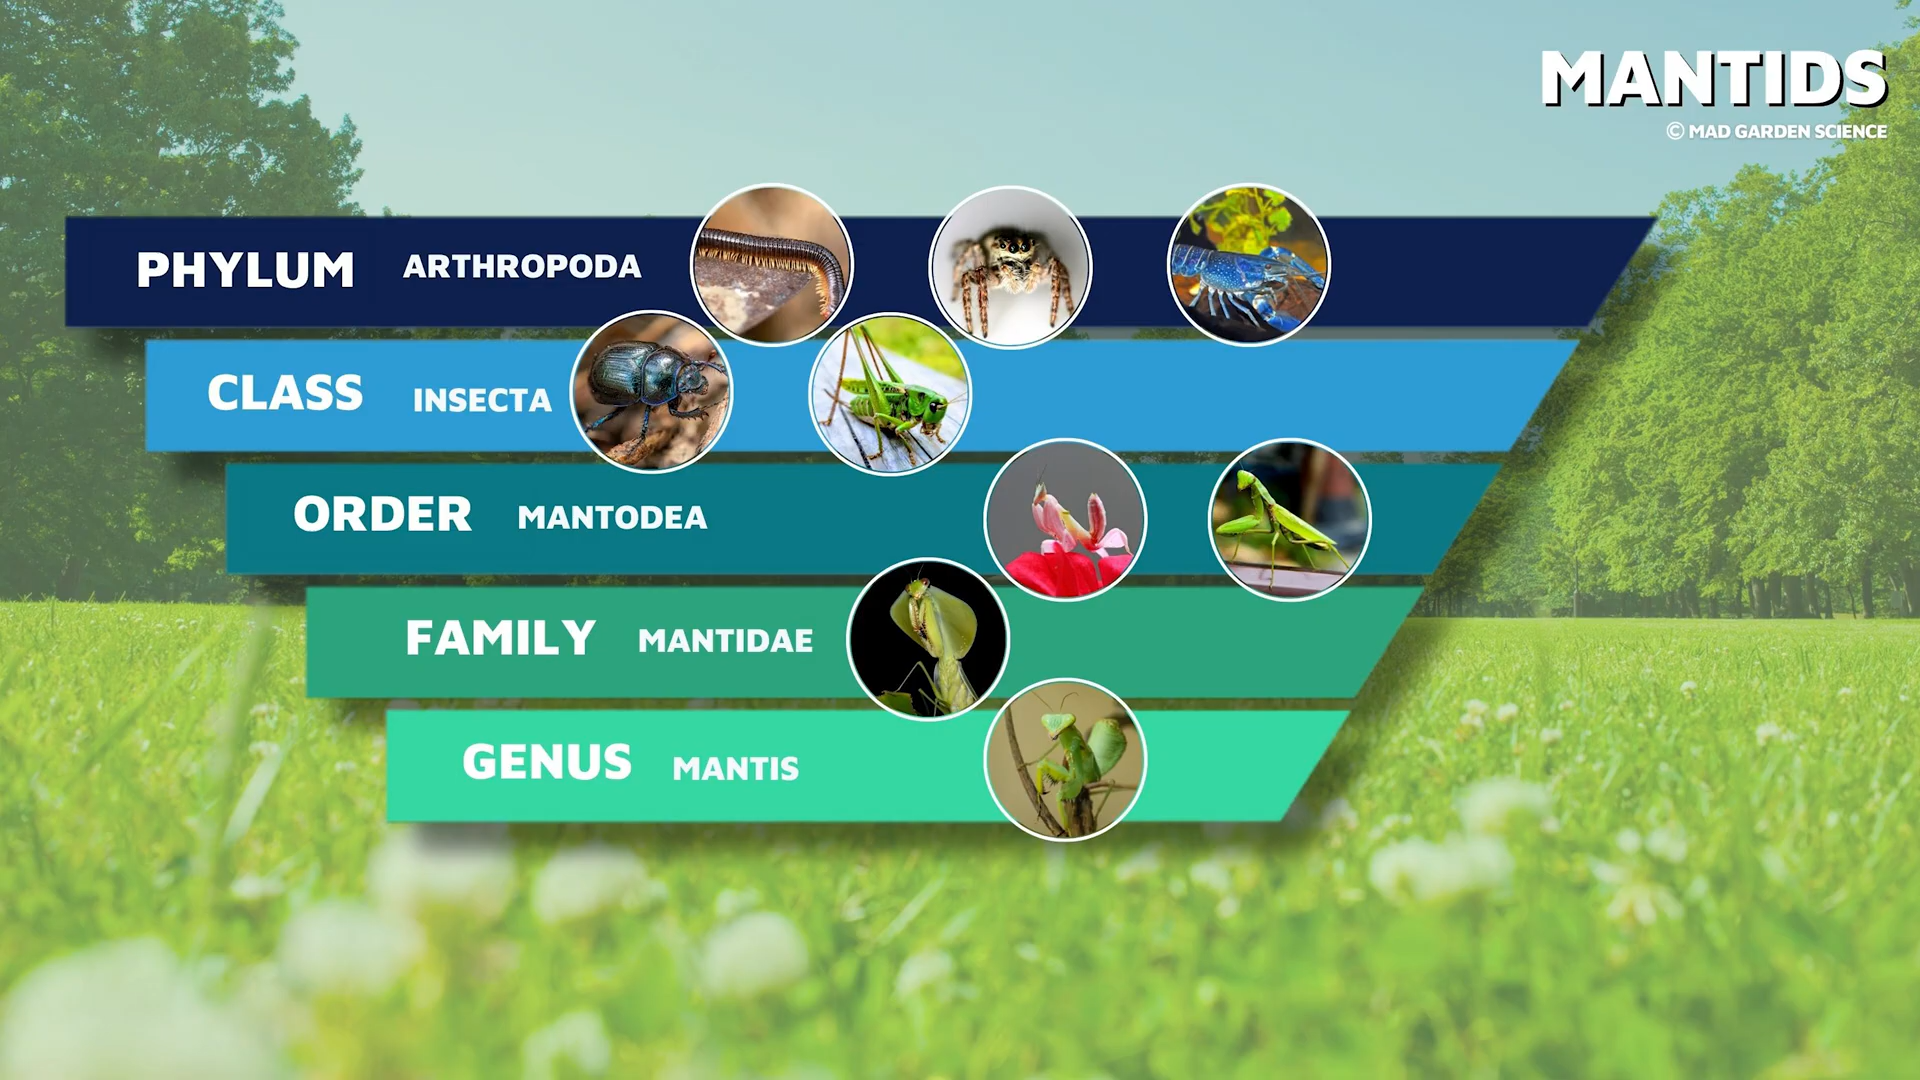 MANTIDS
© MAD GARDEN SCIENCE
PHYLUM ARTHROPODA
CLASS INSECTA
ORDER MANTODEA
FAMILY MANTIDAE
GENUS MANTIS